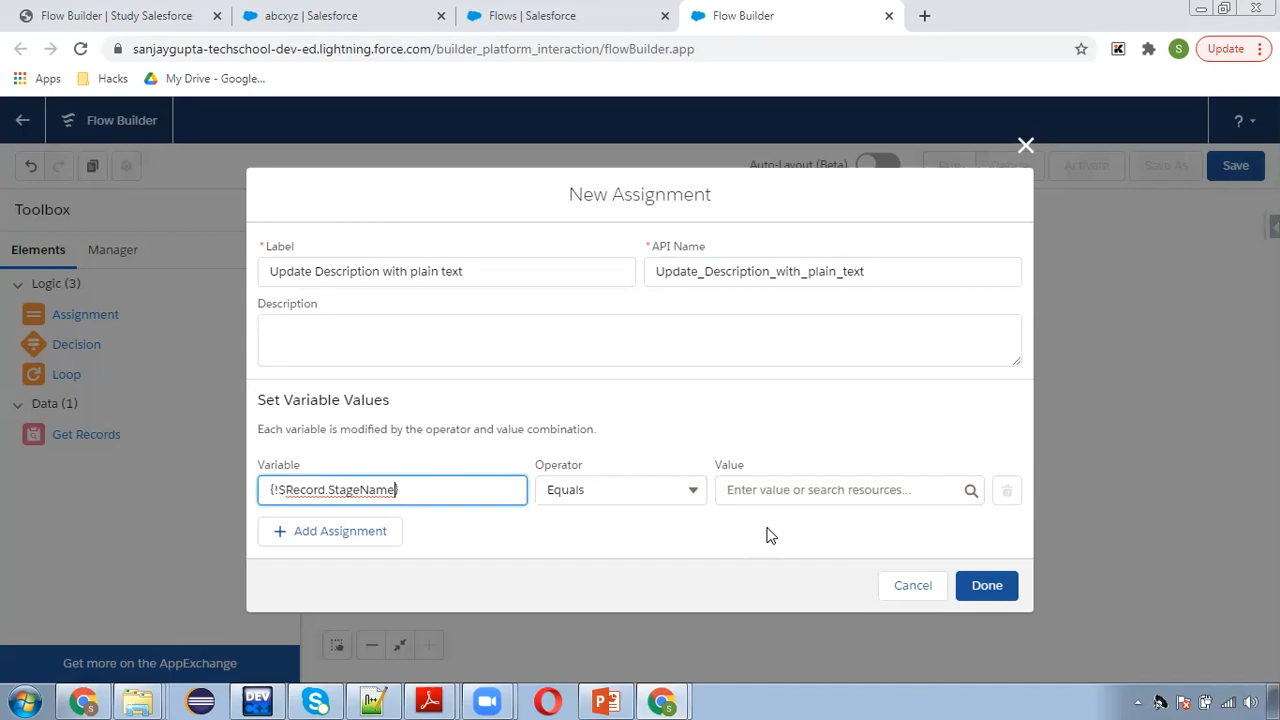 Flow Builder | Study Salesforce
abcxyz | Salesforce
Flows | Salesforce
Flow Builder
sanjaygupta-techschool-dev-ed.lightning.force.com/builder_platform_interaction/flowBuilder.app
S
Update
Apps
Hacks
My Drive - Google...
Flow Builder
?
Auto-Layout (Beta)
Activate
Save As
Save
Toolbox
New Assignment
Elements
Manager
*Label
*API Name
Update Description with plain text
Update_Description_with_plain_text
Logic (3)
Assignment
Decision
Loop
Data (1)
Get Records
Description
Set Variable Values
Each variable is modified by the operator and value combination.
Variable
Operator
Value
{!$Record.StageName}
Equals
Enter value or search resources...
+ Add Assignment
Cancel
Done
Get more on the AppExchange
DEV